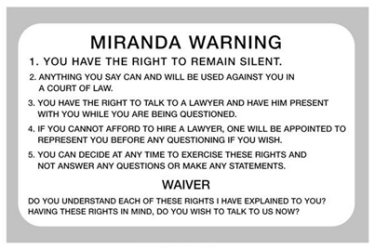 MIRANDA WARNING
1. YOU HAVE THE RIGHT TO REMAIN SILENT.
2. ANYTHING YOU SAY CAN AND WILL BE USED AGAINST YOU IN
A COURT OF LAW.
3. YOU HAVE THE RIGHT TO TALK TO A LAWYER AND HAVE HIM PRESENT
WITH YOU WHILE YOU ARE BEING QUESTIONED.
4. IF YOU CANNOT AFFORD TO HIRE A LAWYER, ONE WILL BE APPOINTED TO
REPRESENT YOU BEFORE ANY QUESTIONING IF YOU WISH.
5. YOU CAN DECIDE AT ANY TIME TO EXERCISE THESE RIGHTS AND
NOT ANSWER ANY QUESTIONS OR MAKE ANY STATEMENTS.
WAIVER
DO YOU UNDERSTAND EACH OF THESE RIGHTS I HAVE EXPLAINED TO YOU?
HAVING THESE RIGHTS IN MIND, DO YOU WISH TO TALK TO US NOW?